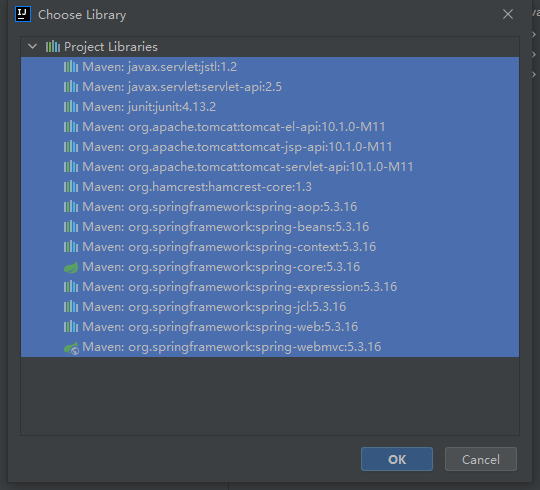 Choose Library
Project Libraries
Maven: javax.servlet:jstl:1.2
Maven: javax.servlet:servlet-api:2.5
Maven: junit:junit:4.13.2
Maven: org.apache.tomcat:tomcat-el-api:10.1.0-M11
Maven: org.apache.tomcat:tomcat-jsp-api:10.1.0-M11
Maven: org.apache.tomcat:tomcat-servlet-api:10.1.0-M11
Maven: org.hamcrest:hamcrest-core:1.3
Maven: org.springframework:spring-aop:5.3.16
Maven: org.springframework:spring-beans:5.3.16
Maven: org.springframework:spring-context:5.3.16
Maven: org.springframework:spring-core:5.3.16
Maven: org.springframework:spring-expression:5.3.16
Maven: org.springframework:spring-jcl:5.3.16
Maven: org.springframework:spring-web:5.3.16
Maven: org.springframework:spring-webmvc:5.3.16
OK
Cancel